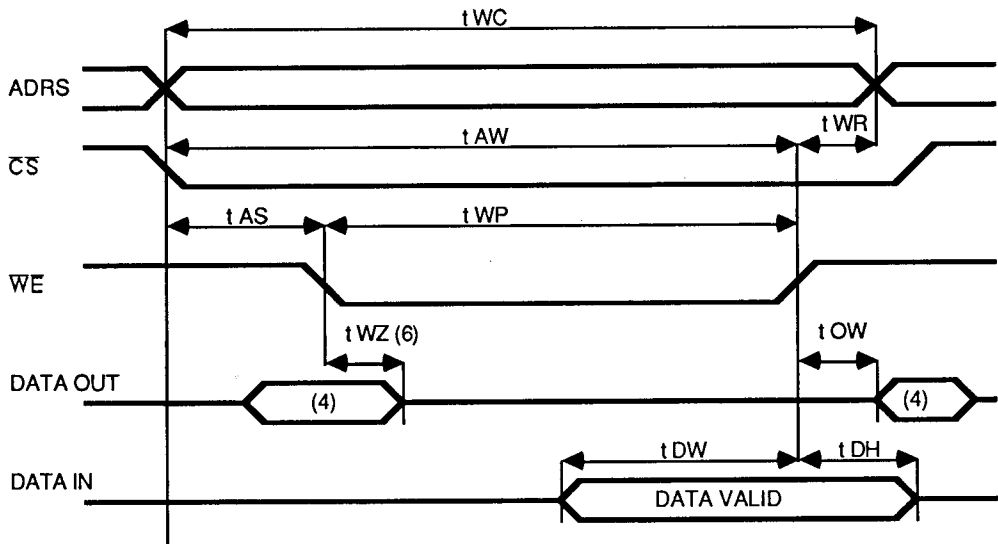 t WC
ADRS
t AW
t WR
CS
t AS
t WP
WE
t WZ (6)
t OW
DATA OUT
(4)
(4)
t DW
t DH
DATA IN
DATA VALID